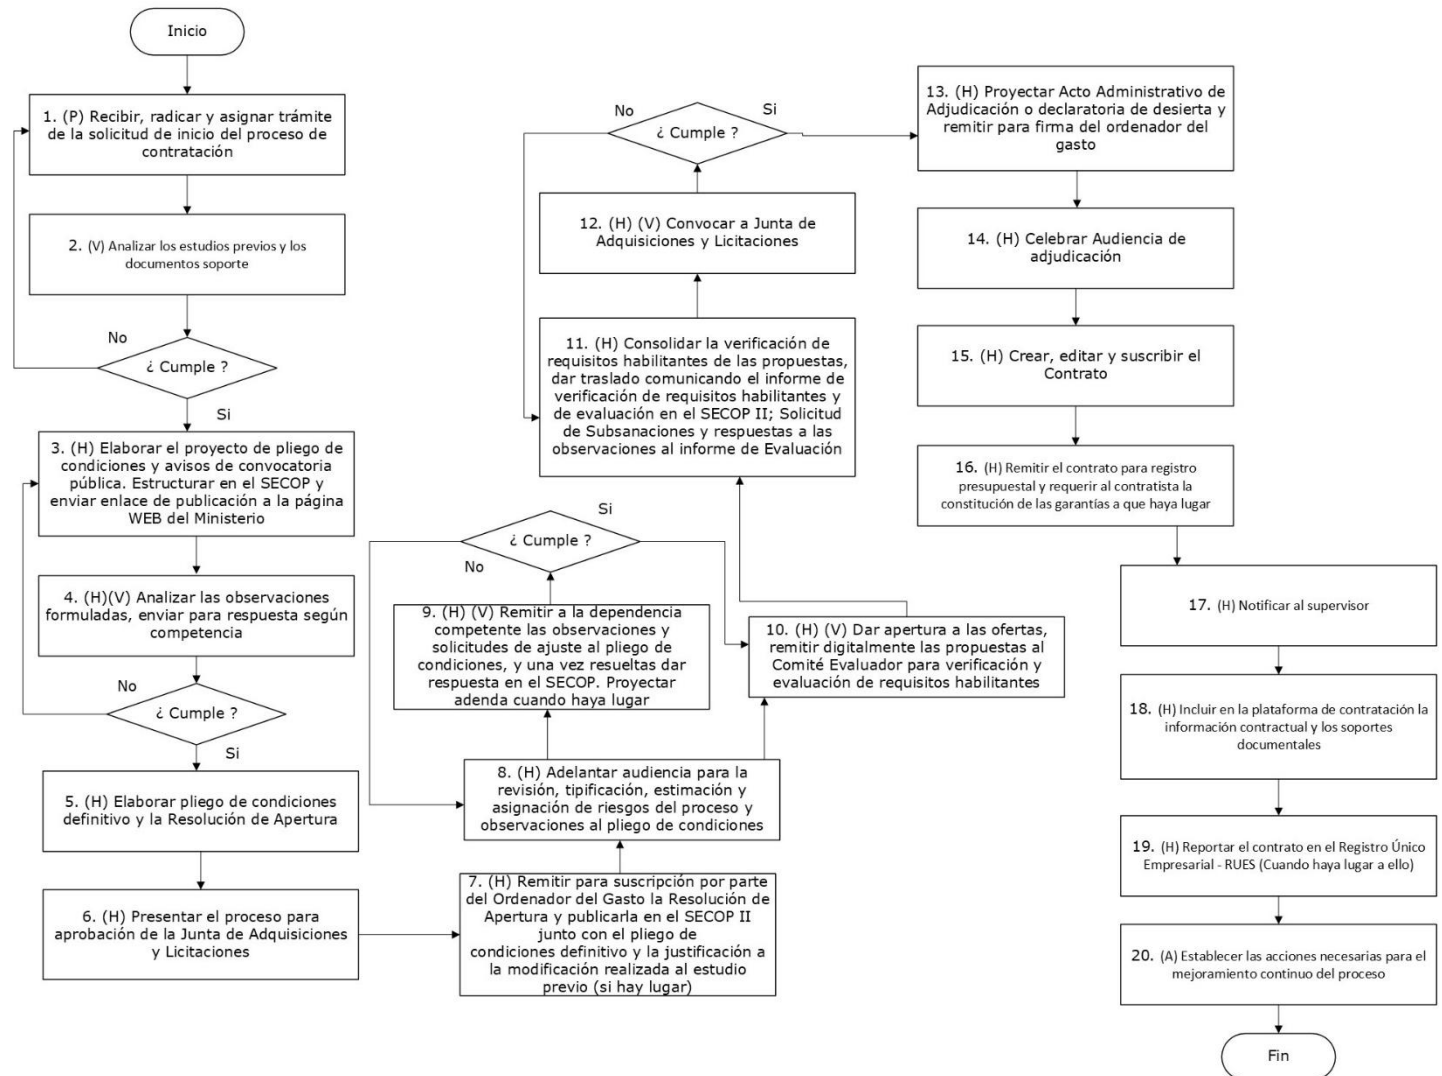 Inicio
1. (P) Recibir, radicar y asignar trámite
de la solicitud de inicio del proceso de
contratación
2. (V) Analizar los estudios previos y los
documentos soporte
No
¿ Cumple ?
Si
3. (H) Elaborar el proyecto de pliego de
condiciones y avisos de convocatoria
pública. Estructurar en el SECOP y
enviar enlace de publicación a la página
WEB del Ministerio
4. (H)(V) Analizar las observaciones
formuladas, enviar para respuesta según
competencia
No
¿ Cumple ?
Si
5. (H) Elaborar pliego de condiciones
definitivo y la Resolución de Apertura
6. (H) Presentar el proceso para
aprobación de la Junta de Adquisiciones
y Licitaciones
7. (H) Remitir para suscripción por parte
del Ordenador del Gasto la Resolución de
Apertura y publicarla en el SECOP II
junto con el pliego de
condiciones definitivo y la justificación a
la modificación realizada al estudio
previo (si hay lugar)
8. (H) Adelantar audiencia para la
revisión, tipificación, estimación y
asignación de riesgos del proceso y
observaciones al pliego de condiciones
9. (H) (V) Remitir a la dependencia
competente las observaciones y
solicitudes de ajuste al pliego de
condiciones, y una vez resueltas dar
respuesta en el SECOP. Proyectar
adenda cuando haya lugar
Si
¿ Cumple ?
No
10. (H) (V) Dar apertura a las ofertas,
remitir digitalmente las propuestas al
Comité Evaluador para verificación y
evaluación de requisitos habilitantes
11. (H) Consolidar la verificación de
requisitos habilitantes de las propuestas,
dar traslado comunicando el informe de
verificación de requisitos habilitantes y
de evaluación en el SECOP II; Solicitud
de Subsanaciones y respuestas a las
observaciones al informe de Evaluación
12. (H) (V) Convocar a Junta de
Adquisiciones y Licitaciones
No
Si
¿ Cumple ?
13. (H) Proyectar Acto Administrativo de
Adjudicación o declaratoria de desierta y
remitir para firma del ordenador del
gasto
14. (H) Celebrar Audiencia de
adjudicación
15. (H) Crear, editar y suscribir el
Contrato
16. (H) Remitir el contrato para registro
presupuestal y requerir al contratista la
constitución de las garantías a que haya lugar
17. (H) Notificar al supervisor
18. (H) Incluir en la plataforma de contratación la
información contractual y los soportes
documentales
19. (H) Reportar el contrato en el Registro Único
Empresarial - RUES (Cuando haya lugar a ello)
20. (A) Establecer las acciones necesarias para el
mejoramiento continuo del proceso
Fin